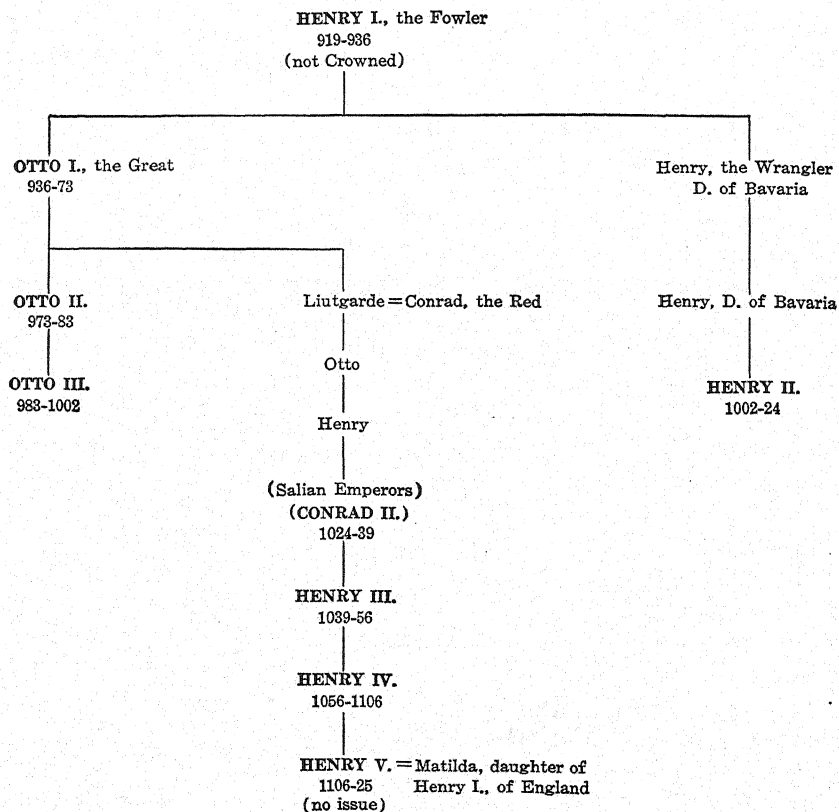 HENRY I., the Fowler
919-936
(not Crowned)
OTTO I., the Great
936-73
Henry, the Wrangler
D. of Bavaria
OTTO II.
973-83
Liutgarde=Conrad, the Red
Henry, D. of Bavaria
OTTO III.
983-1002
Otto
HENRY II.
1002-24
Henry
(Salian Emperors)
(CONRAD II.)
1024-39
HENRY III.
1039-56
HENRY IV.
1056-1106
HENRY V.=Matilda, daughter of
1106-25 Henry I., of England
(no issue)